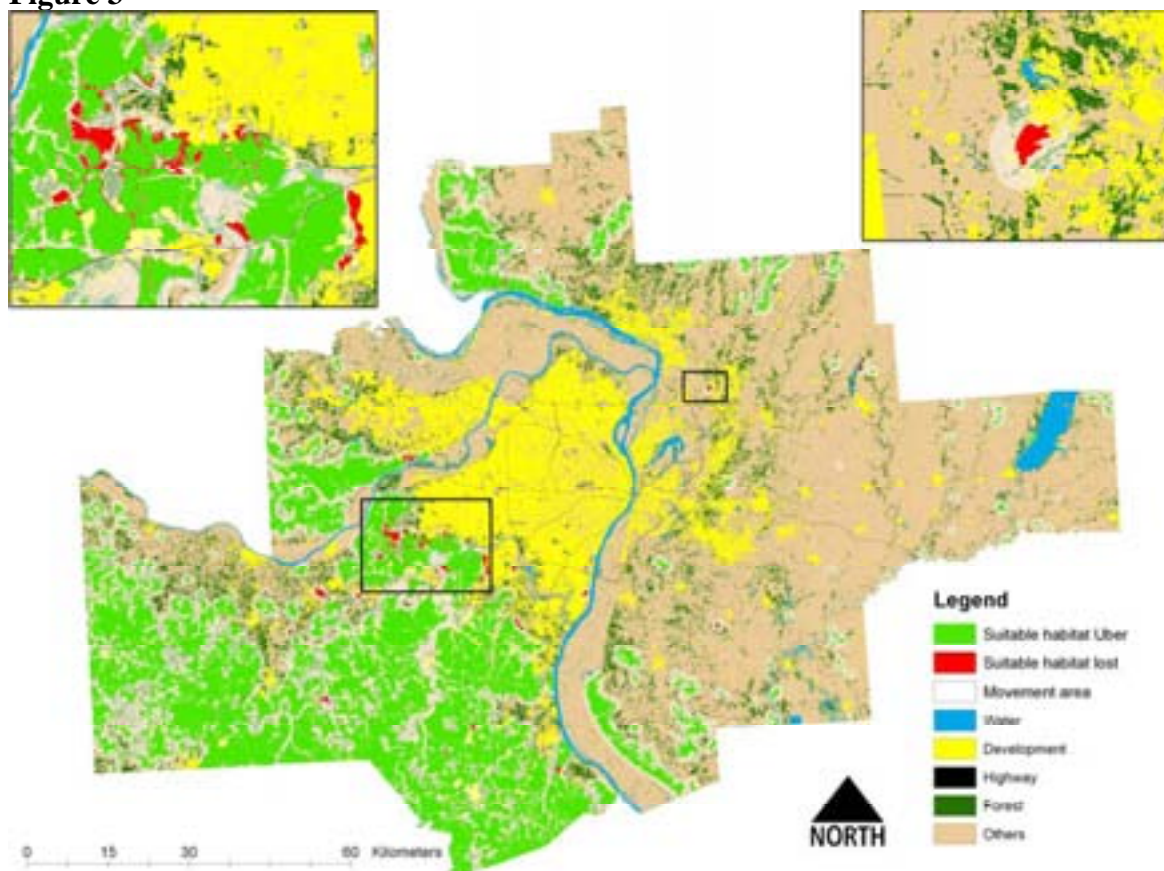 Figure 3
Legend
Suitable habitat Uber
Suitable habitat lost
Movement area
Water
Development
Highway
Forest
Others
NORTH
0 15 30 60 Kilometers